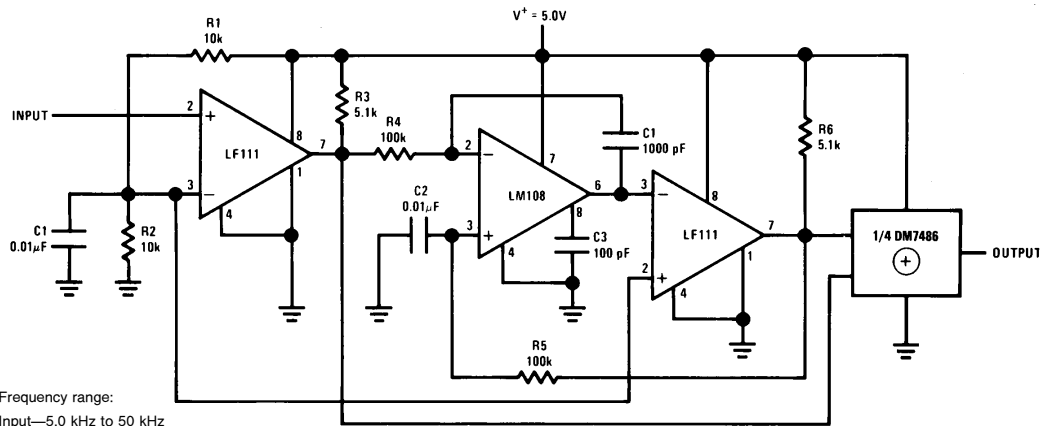 V+ = 5.0V
R1
10k
R3
5.1k
R4
100k
C1
1000 pF
R6
5.1k
INPUT
2
+
8
7
LF111
1
3
−
4
C1
0.01μF
R2
10k
C2
0.01μF
2
−
7
LM108
6
8
3
+
4
C3
100 pF
3
−
8
LF111
7
1
2
+
4
1/4 DM7486
+
OUTPUT
R5
100k
Frequency range:
Input—5.0 kHz to 50 kHz